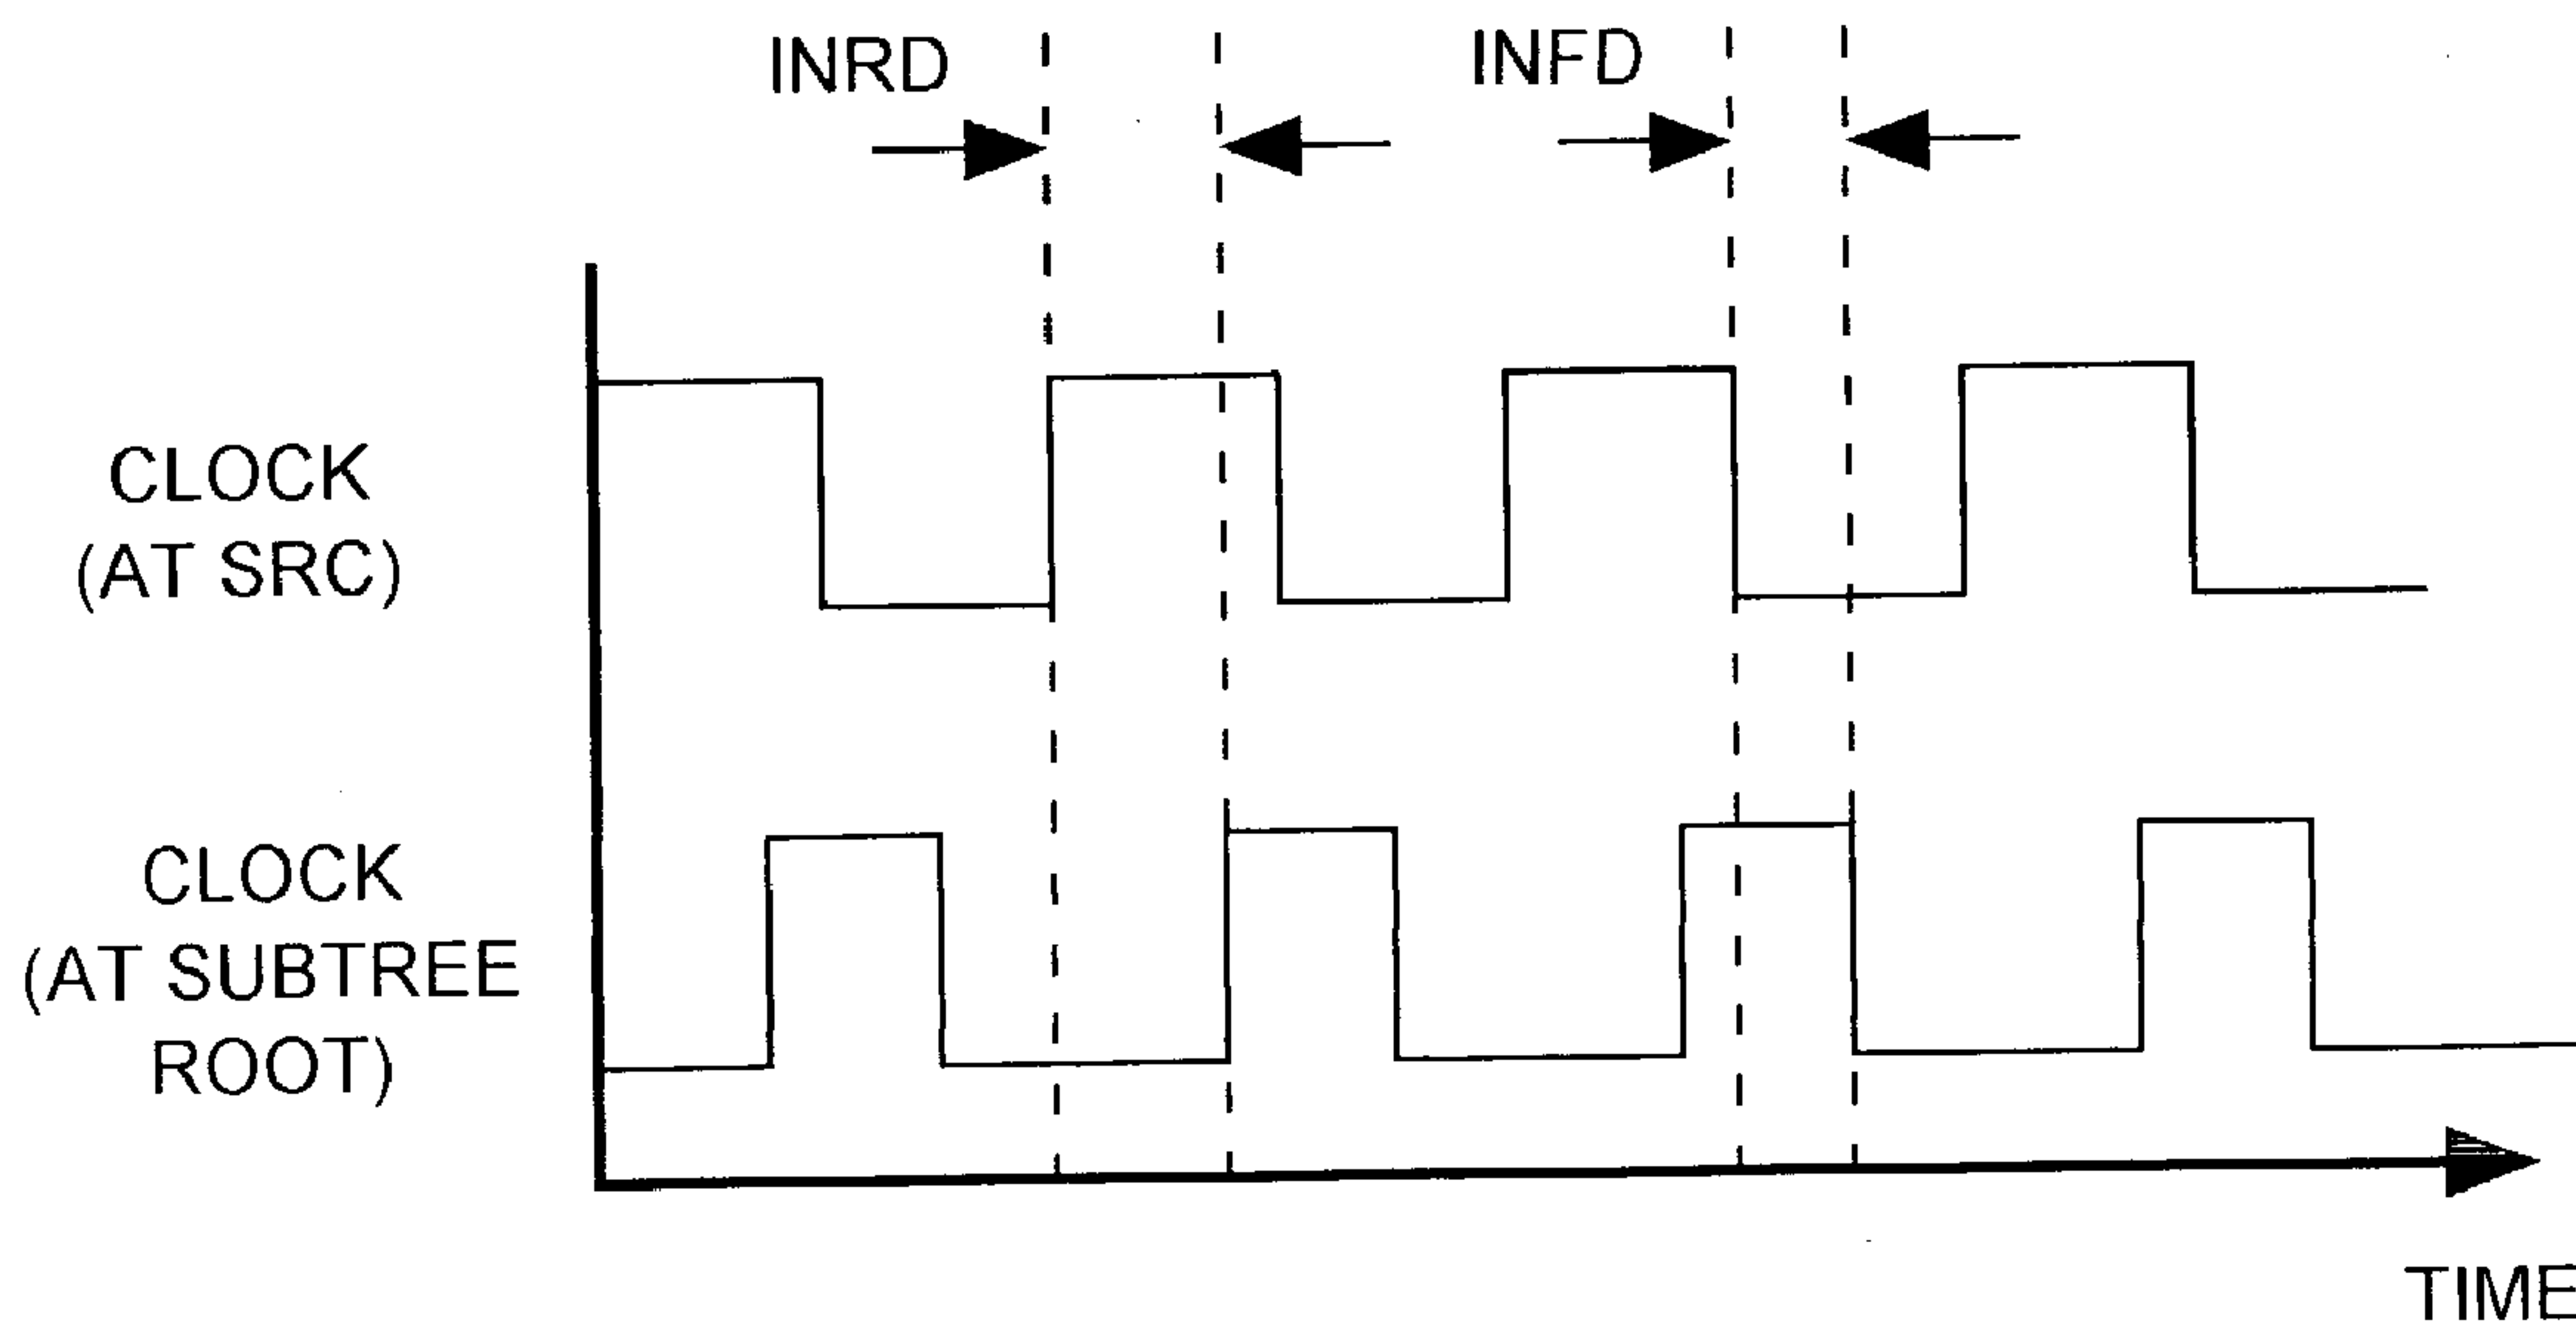 INRD
INFD
CLOCK
(AT SRC)
CLOCK
(AT SUBTREE
ROOT)
TIME